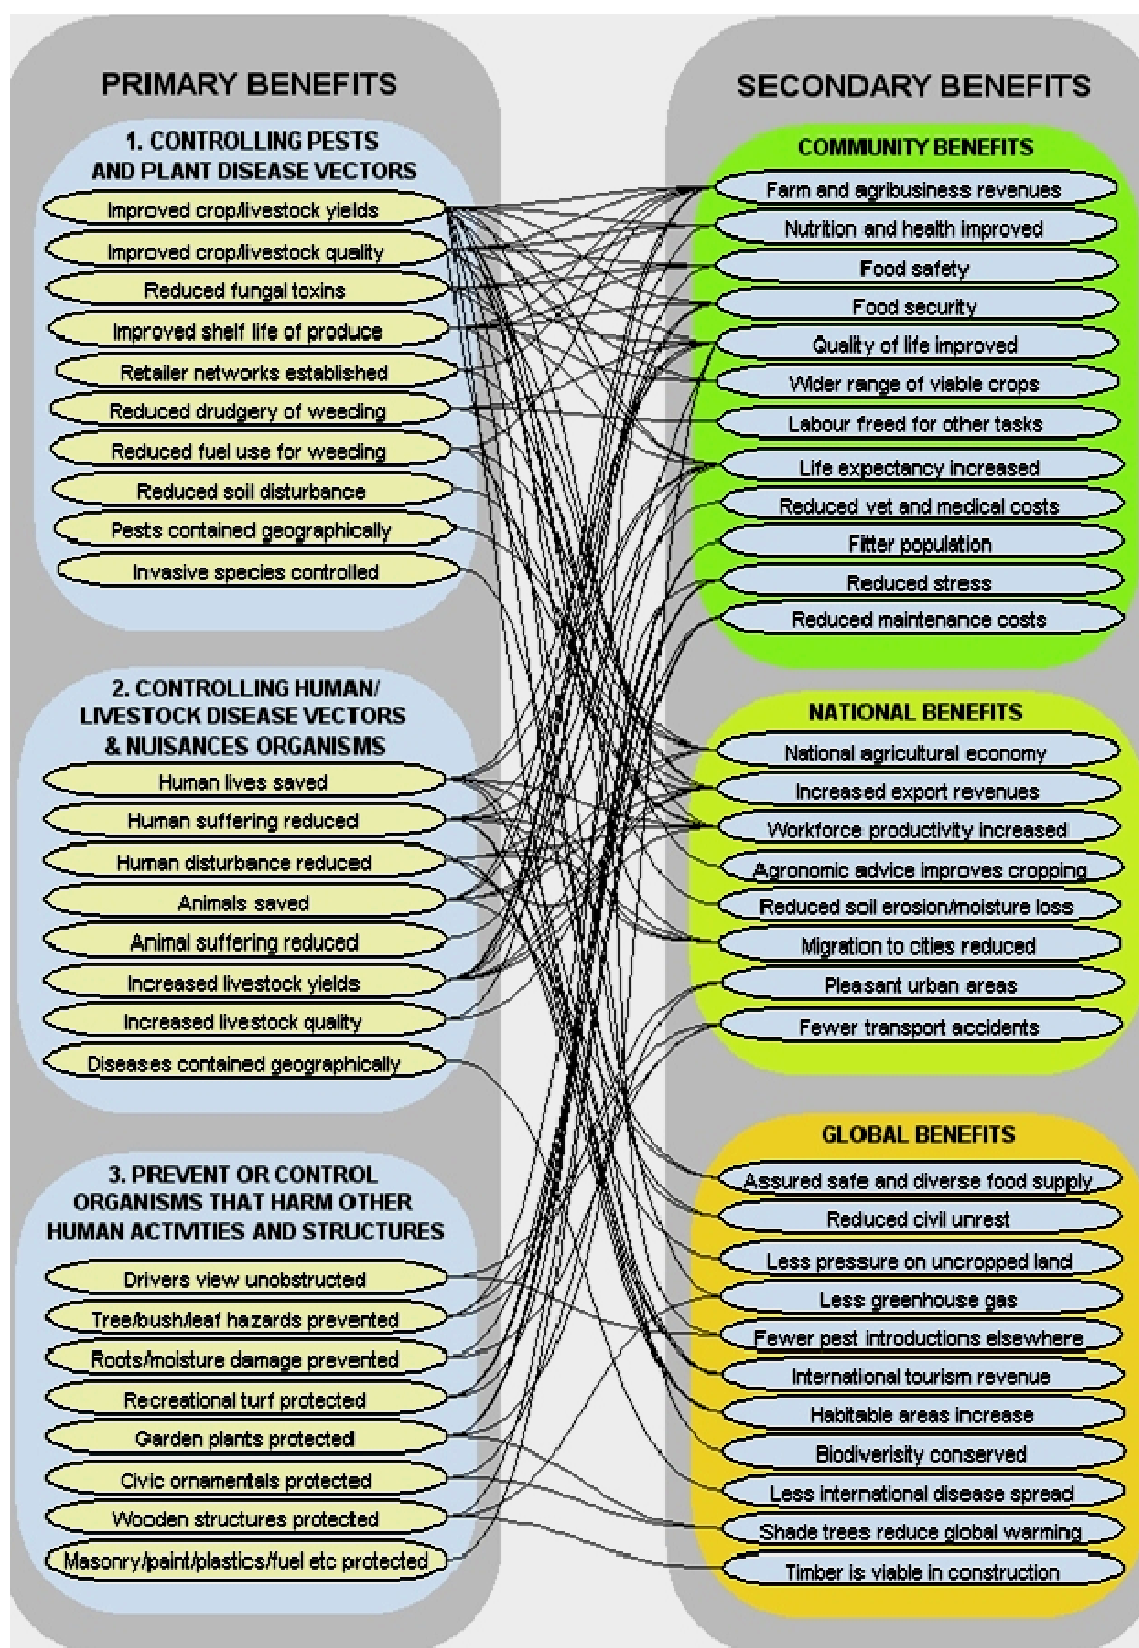 PRIMARY BENEFITS
1. CONTROLLING PESTS
AND PLANT DISEASE VECTORS
Improved crop/livestock yields
Improved crop/livestock quality
Reduced fungal toxins
Improved shelf life of produce
Retailer networks established
Reduced drudgery of weeding
Reduced fuel use for weeding
Reduced soil disturbance
Pests contained geographically
Invasive species controlled
2. CONTROLLING HUMAN/
LIVESTOCK DISEASE VECTORS
& NUISANCES ORGANISMS
Human lives saved
Human suffering reduced
Human disturbance reduced
Animals saved
Animal suffering reduced
Increased livestock yields
Increased livestock quality
Diseases contained geographically
3. PREVENT OR CONTROL
ORGANISMS THAT HARM OTHER
HUMAN ACTIVITIES AND STRUCTURES
Drivers view unobstructed
Tree/bush/leaf hazards prevented
Roots/moisture damage prevented
Recreational turf protected
Garden plants protected
Civic ornamentals protected
Wooden structures protected
Masonry/paint/plastics/fuel etc protected
SECONDARY BENEFITS
COMMUNITY BENEFITS
Farm and agribusiness revenues
Nutrition and health improved
Food safety
Food security
Quality of life improved
Wider range of viable crops
Labour freed for other tasks
Life expectancy increased
Reduced vet and medical costs
Fitter population
Reduced stress
Reduced maintenance costs
NATIONAL BENEFITS
National agricultural economy
Increased export revenues
Workforce productivity increased
Agronomic advice improves cropping
Reduced soil erosion/moisture loss
Migration to cities reduced
Pleasant urban areas
Fewer transport accidents
GLOBAL BENEFITS
Assured safe and diverse food supply
Reduced civil unrest
Less pressure on uncropped land
Less greenhouse gas
Fewer pest introductions elsewhere
International tourism revenue
Habitable areas increase
Biodiverisity conserved
Less international disease spread
Shade trees reduce global warming
Timber is viable in construction